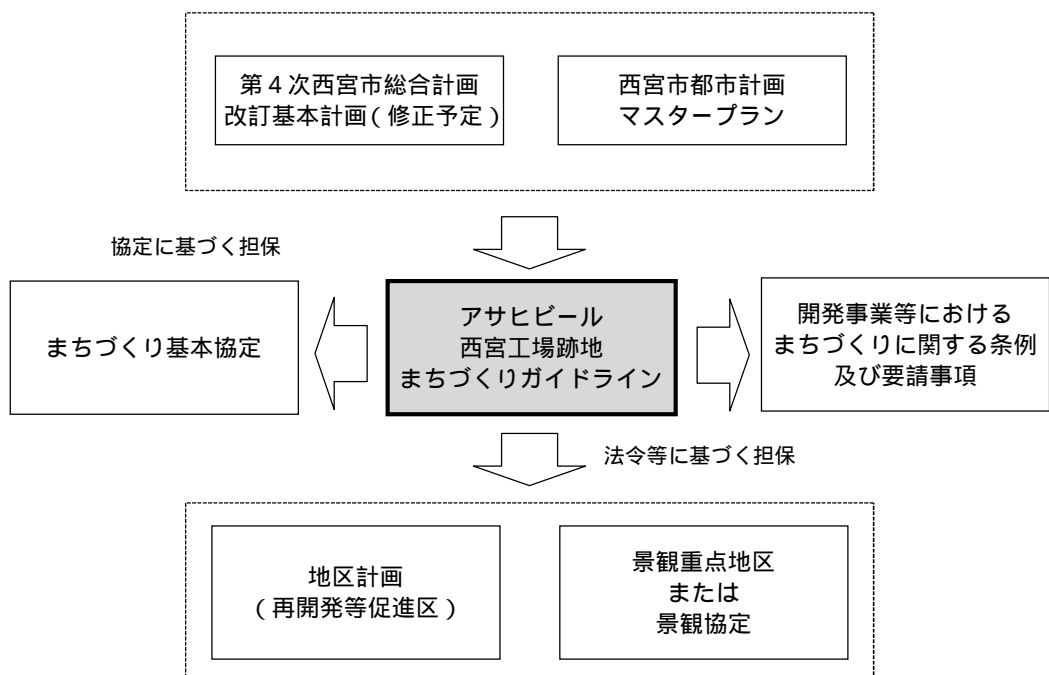 第４次西宮市総合計画
改訂基本計画（修正予定）
西宮市都市計画
マスタープラン
協定に基づく担保
まちづくり基本協定
アサヒビール
西宮工場跡地
まちづくりガイドライン
開発事業等における
まちづくりに関する条例
及び要請事項
法令等に基づく担保
地区計画
（再開発等促進区）
景観重点地区
または
景観協定